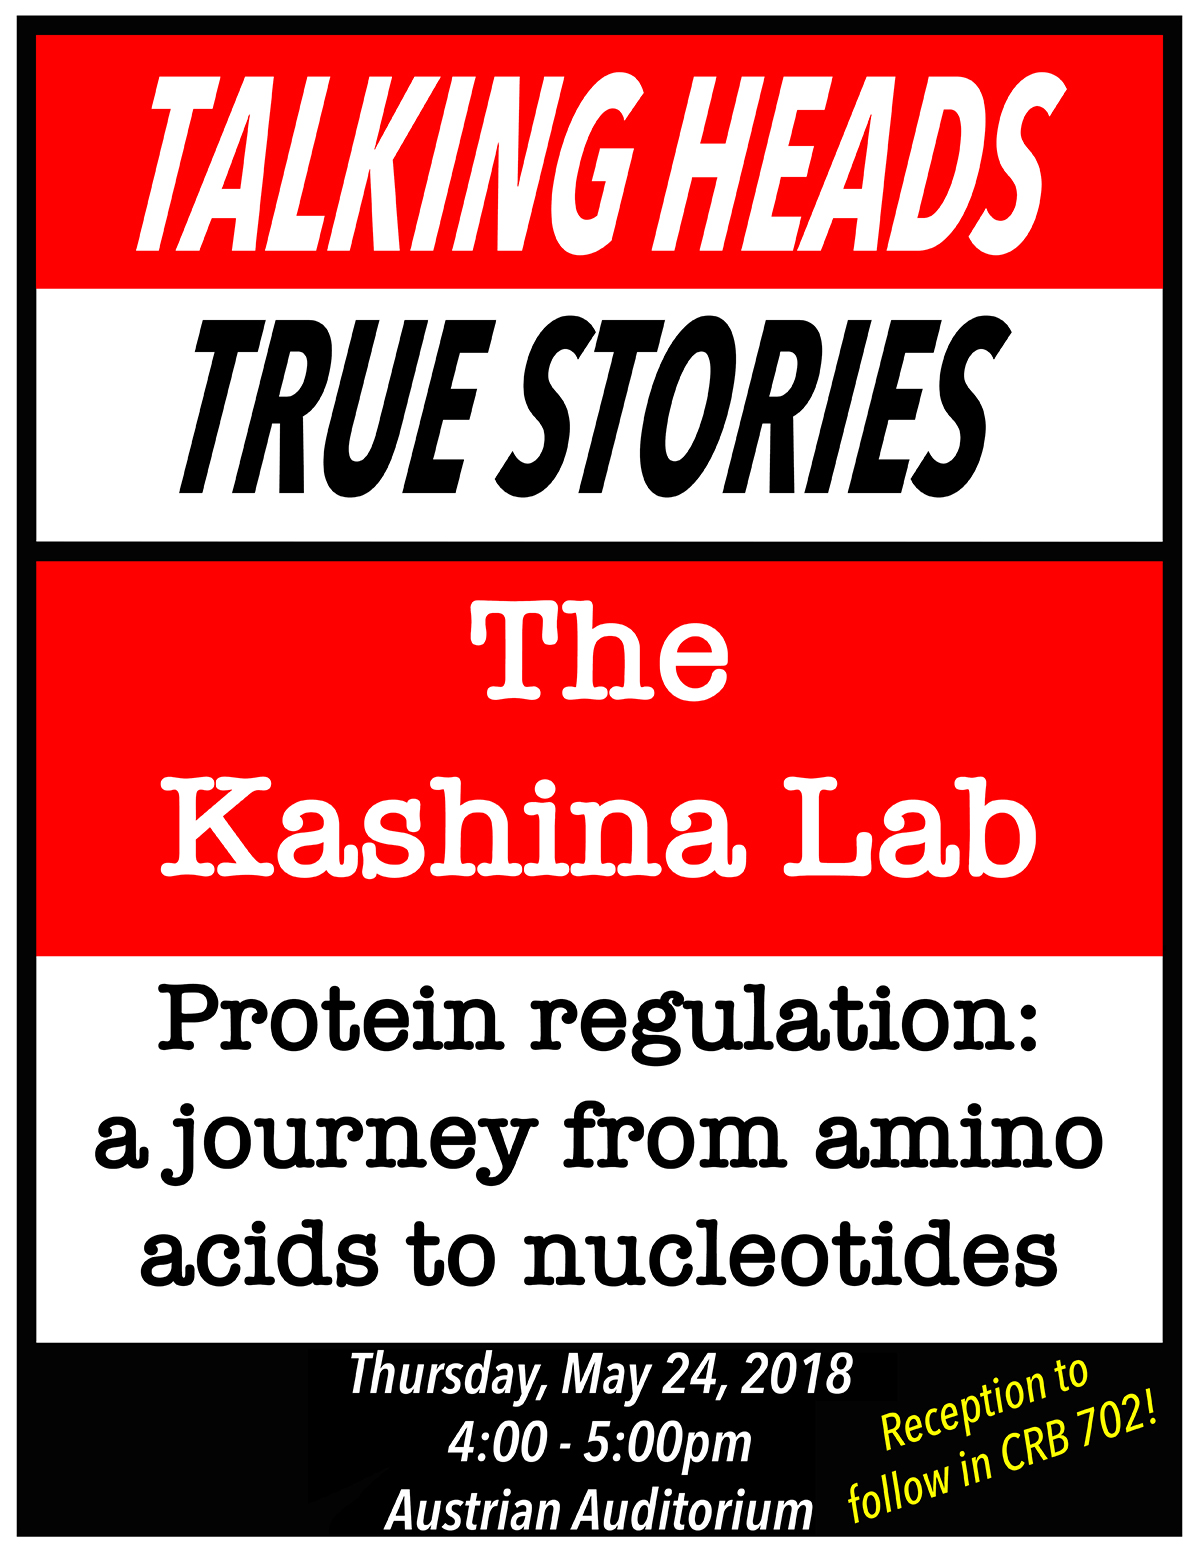 TALKING HEADS
TRUE STORIES
The
Kashina Lab
Protein regulation:
a journey from amino
acids to nucleotides
Thursday, May 24, 2018
4:00 - 5:00pm
Austrian Auditorium
Reception to
follow in CRB 702!